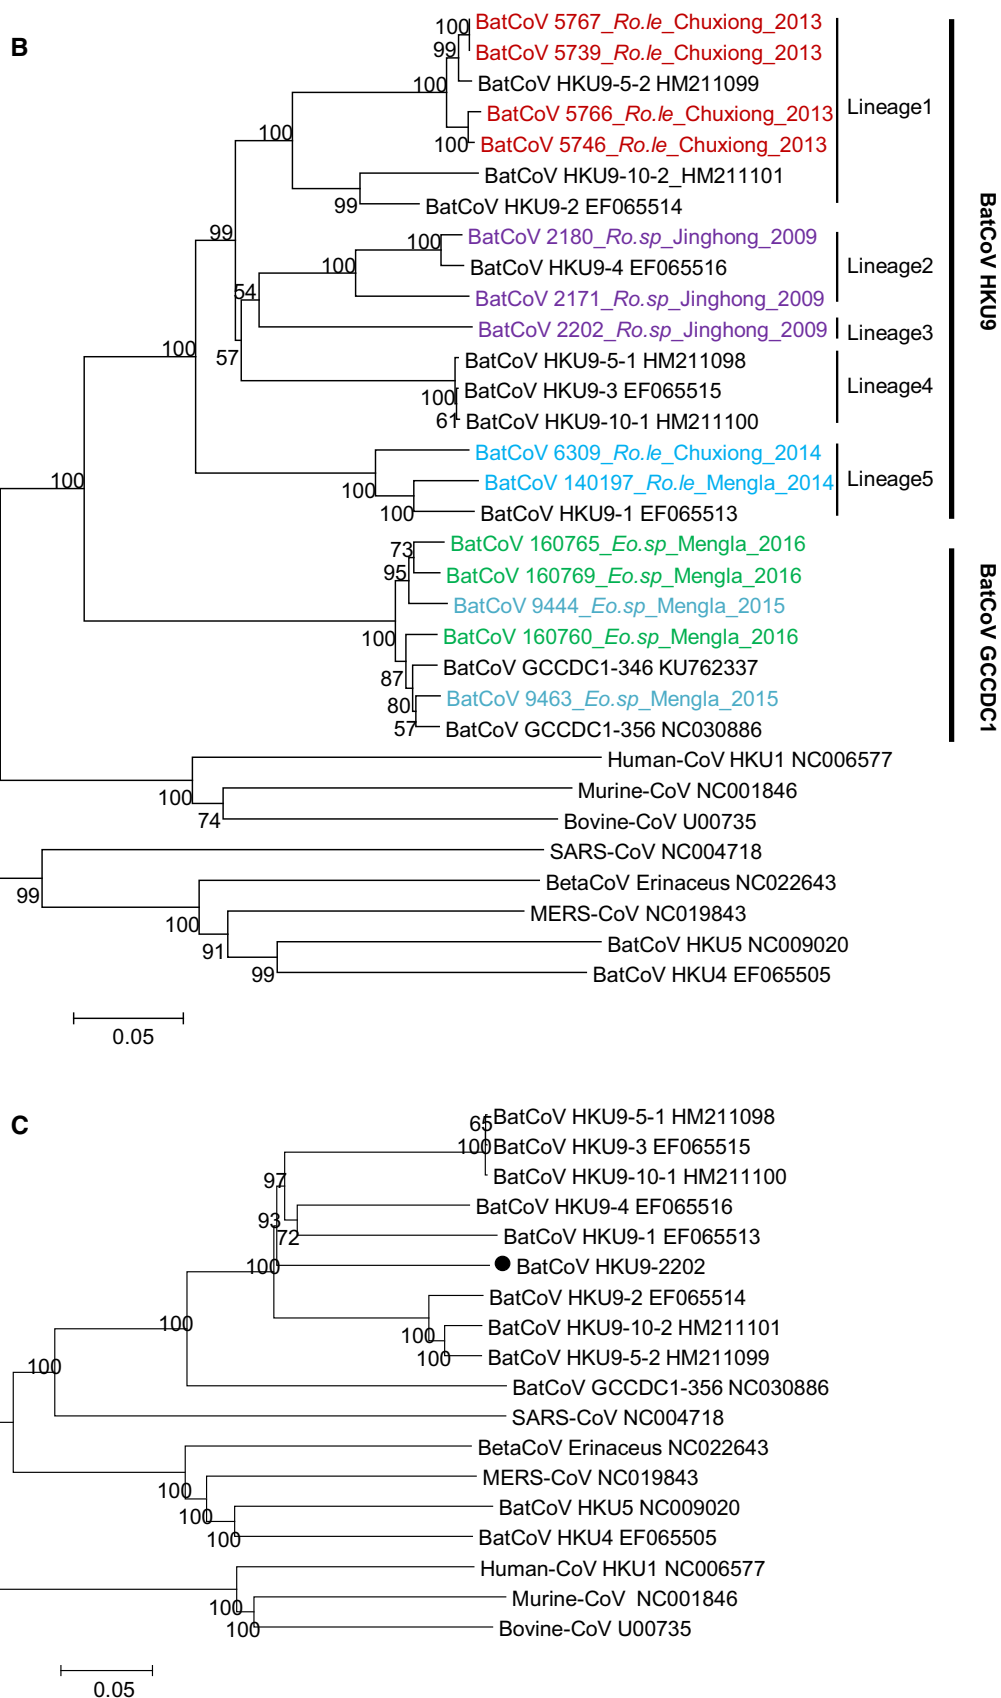 B
100
BatCoV 5767_Ro.le_Chuxiong_2013
99
BatCoV 5739_Ro.le_Chuxiong_2013
100
BatCoV HKU9-5-2 HM211099
Lineage1
BatCoV 5766_Ro.le_Chuxiong_2013
100
100
BatCoV 5746_Ro.le_Chuxiong_2013
BatCoV HKU9-10-2_HM211101
99
BatCoV HKU9-2 EF065514
99
100
BatCoV 2180_Ro.sp_Jinghong_2009
100
BatCoV HKU9-4 EF065516
Lineage2
54
BatCoV 2171_Ro.sp_Jinghong_2009
BatCoV 2202_Ro.sp_Jinghong_2009
Lineage3
100
57
BatCoV HKU9-5-1 HM211098
100
BatCoV HKU9-3 EF065515
Lineage4
61
BatCoV HKU9-10-1 HM211100
BatCoV 6309_Ro.le_Chuxiong_2014
100
100
BatCoV 140197_Ro.le_Mengla_2014
Lineage5
100
BatCoV HKU9-1 EF065513
BatCoV HKU9
73
BatCoV 160765_Eo.sp_Mengla_2016
95
BatCoV 160769_Eo.sp_Mengla_2016
BatCoV 9444_Eo.sp_Mengla_2015
100
BatCoV 160760_Eo.sp_Mengla_2016
87
BatCoV GCCDC1-346 KU762337
80
BatCoV 9463_Eo.sp_Mengla_2015
57
BatCoV GCCDC1-356 NC030886
BatCoV GCCDC1
Human-CoV HKU1 NC006577
100
Murine-CoV NC001846
74
Bovine-CoV U00735
SARS-CoV NC004718
99
BetaCoV Erinaceus NC022643
100
MERS-CoV NC019843
91
BatCoV HKU5 NC009020
99
BatCoV HKU4 EF065505
0.05
C
65
BatCoV HKU9-5-1 HM211098
100
BatCoV HKU9-3 EF065515
97
BatCoV HKU9-10-1 HM211100
93
BatCoV HKU9-4 EF065516
72
BatCoV HKU9-1 EF065513
100
BatCoV HKU9-2202
BatCoV HKU9-2 EF065514
100
100
BatCoV HKU9-10-2 HM211101
100
BatCoV HKU9-5-2 HM211099
100
BatCoV GCCDC1-356 NC030886
SARS-CoV NC004718
BetaCoV Erinaceus NC022643
100
MERS-CoV NC019843
100
BatCoV HKU5 NC009020
100
BatCoV HKU4 EF065505
Human-CoV HKU1 NC006577
100
Murine-CoV NC001846
100
Bovine-CoV U00735
0.05